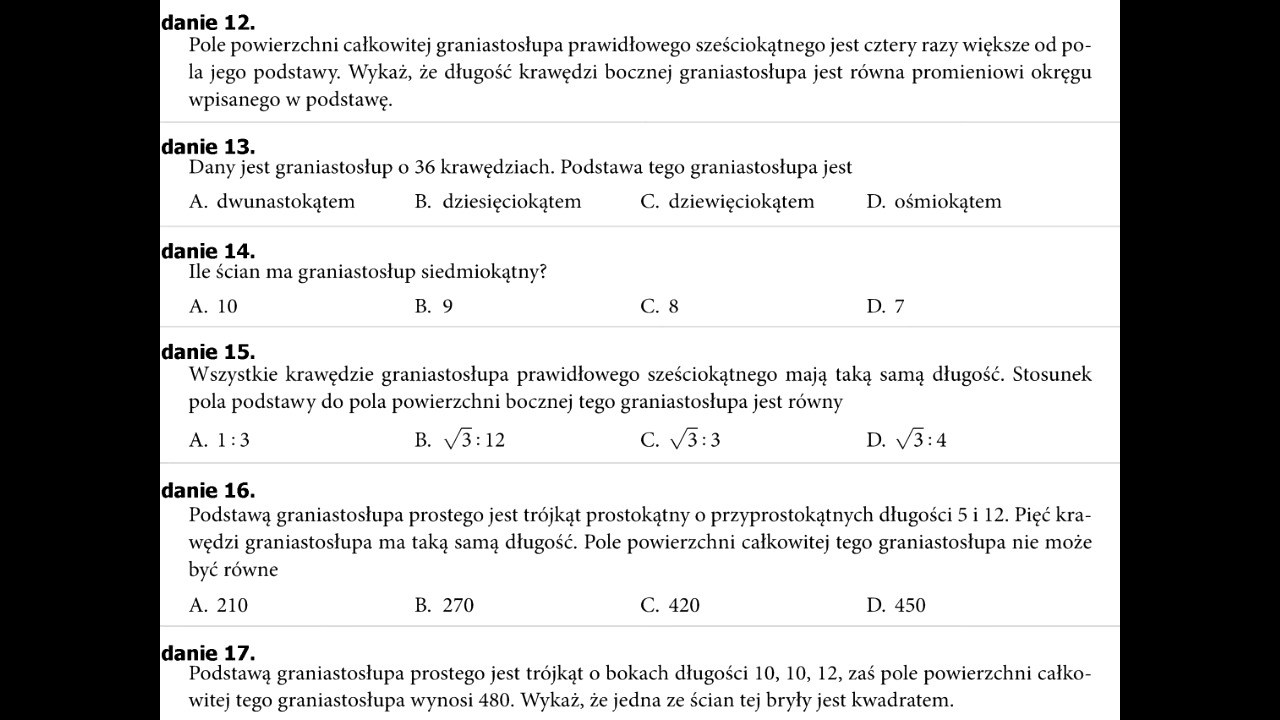 danie 12.
Pole powierzchni całkowitej graniastosłupa prawidłowego sześciokątnego jest cztery razy większe od po-
la jego podstawy. Wykaż, że długość krawędzi bocznej graniastosłupa jest równa promieniowi okręgu
wpisanego w podstawę.
danie 13.
Dany jest graniastosłup o 36 krawędziach. Podstawa tego graniastosłupa jest
A. dwunastokątem B. dziesięciokątem C. dziewięciokątem D. ośmiokątem
danie 14.
Ile ścian ma graniastosłup siedmiokątny?
A. 10 B. 9 C. 8 D. 7
danie 15.
Wszystkie krawędzie graniastosłupa prawidłowego sześciokątnego mają taką samą długość. Stosunek
pola podstawy do pola powierzchni bocznej tego graniastosłupa jest równy
A. 1 : 3 B. √3 : 12 C. √3 : 3 D. √3 : 4
danie 16.
Podstawą graniastosłupa prostego jest trójkąt prostokątny o przyprostokątnych długości 5 i 12. Pięć kra-
wędzi graniastosłupa ma taką samą długość. Pole powierzchni całkowitej tego graniastosłupa nie może
być równe
A. 210 B. 270 C. 420 D. 450
danie 17.
Podstawą graniastosłupa prostego jest trójkąt o bokach długości 10, 10, 12, zaś pole powierzchni całko-
witej tego graniastosłupa wynosi 480. Wykaż, że jedna ze ścian tej bryły jest kwadratem.